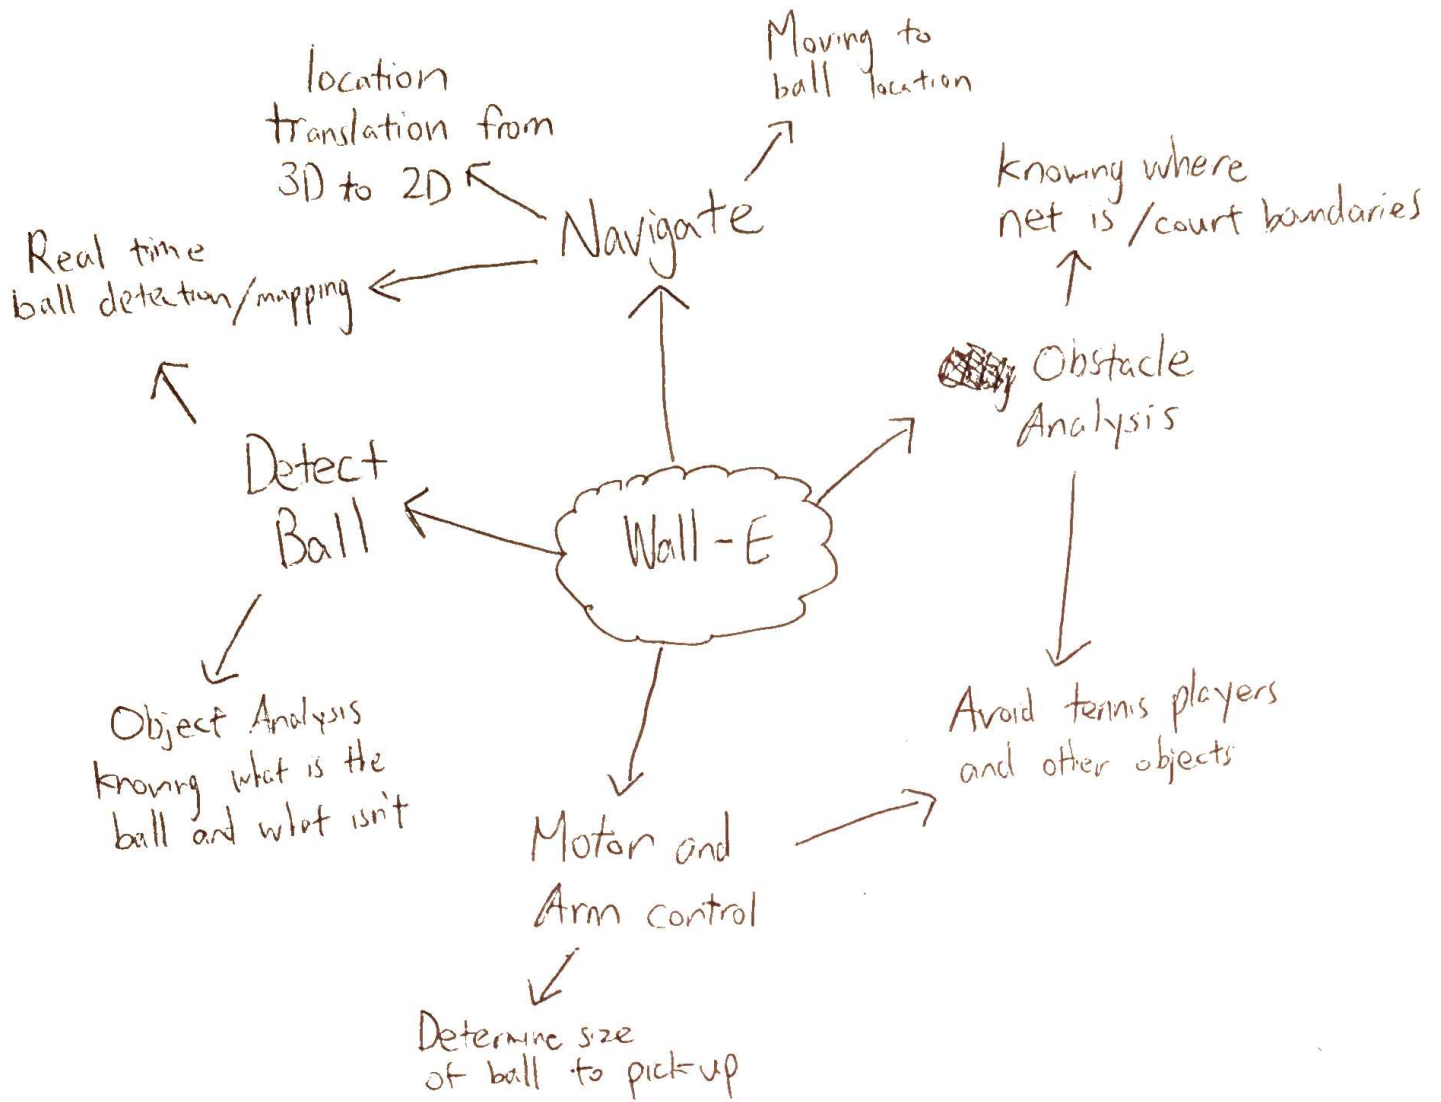 Moving to
ball location
location
translation from
3D to 2D
Navigate
knowing where
net is / court boundaries
Real time
ball detection/mapping
Obstacle
Analysis
Detect
Ball
Wall-E
Object Analysis
knowing what is the
ball and what isn't
Avoid tennis players
and other objects
Motor and
Arm control
Determine size
of ball to pick-up